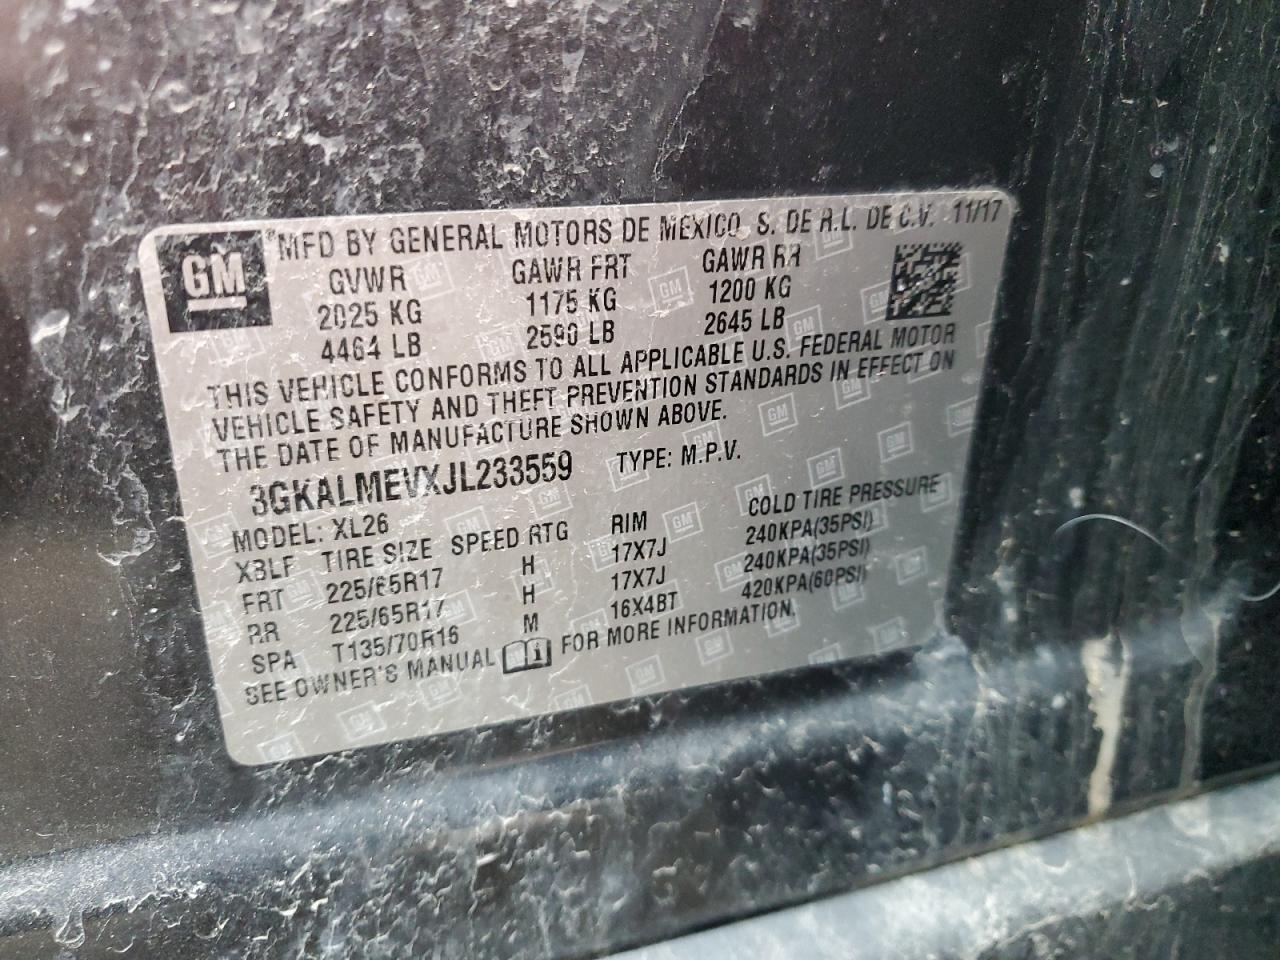 GM
MFD BY GENERAL MOTORS DE MEXICO S. DE R.L. DE C.V. 11/17
GVWR GAWR FRT GAWR RR
2025 KG 1175 KG 1200 KG
4464 LB 2590 LB 2645 LB
THIS VEHICLE CONFORMS TO ALL APPLICABLE U.S. FEDERAL MOTOR
VEHICLE SAFETY AND THEFT PREVENTION STANDARDS IN EFFECT ON
THE DATE OF MANUFACTURE SHOWN ABOVE.
3GKALMEVXJL233559 TYPE: M.P.V.
MODEL: XL26
X3LF TIRE SIZE SPEED RTG RIM COLD TIRE PRESSURE
FRT 225/65R17 H 17X7J 240KPA(35PSI)
RR 225/65R17 H 17X7J 240KPA(35PSI)
SPA T135/70R16 M 16X4BT 420KPA(60PSI)
SEE OWNER'S MANUAL FOR MORE INFORMATION.